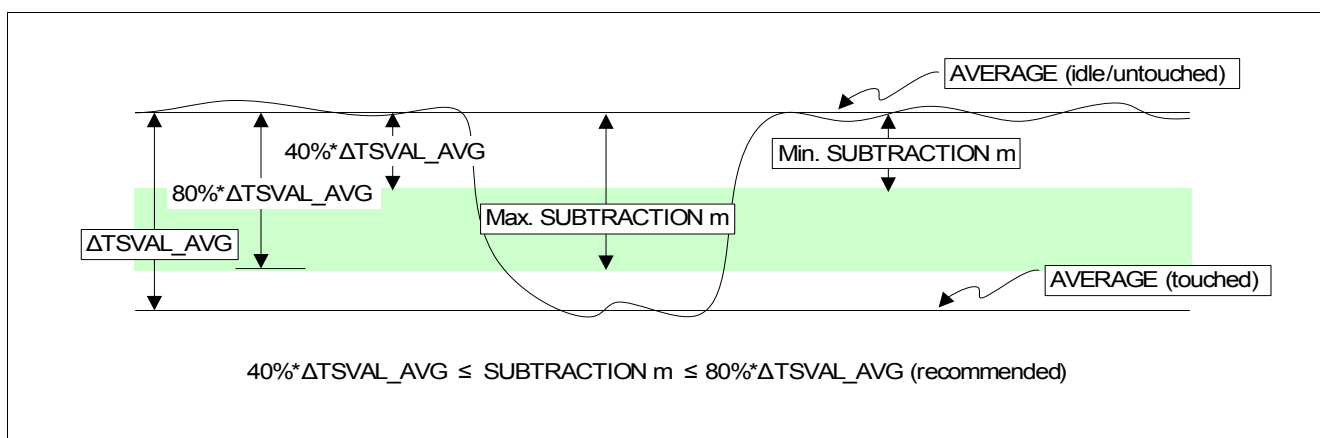 AVERAGE (idle/untouched)
40%*ΔTSVAL_AVG
Min. SUBTRACTION m
80%*ΔTSVAL_AVG
Max. SUBTRACTION m
ΔTSVAL_AVG
AVERAGE (touched)
40%*ΔTSVAL_AVG ≤ SUBTRACTION m ≤ 80%*ΔTSVAL_AVG (recommended)